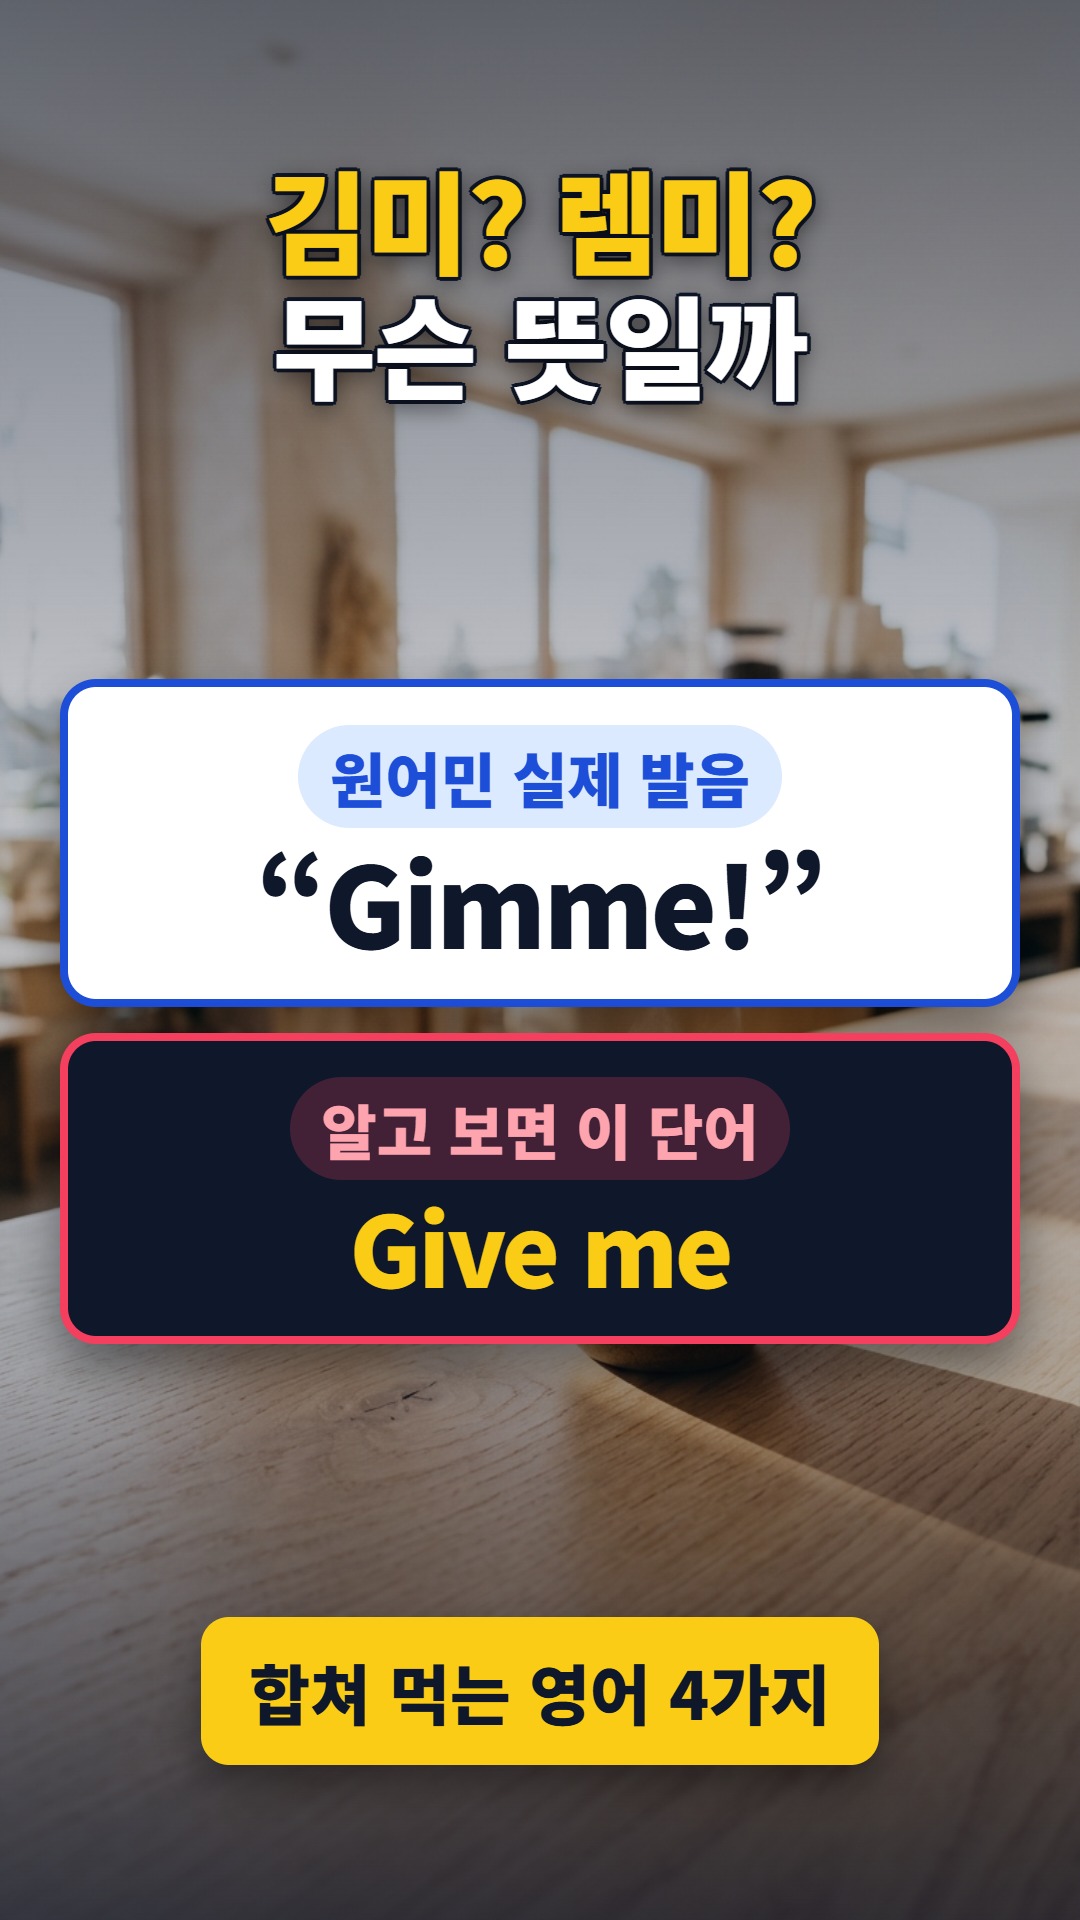 김미? 렘미?
무슨 뜻일까
원어민 실제 발음
“Gimme!”
알고 보면 이 단어
Give me
합쳐 먹는 영어 4가지